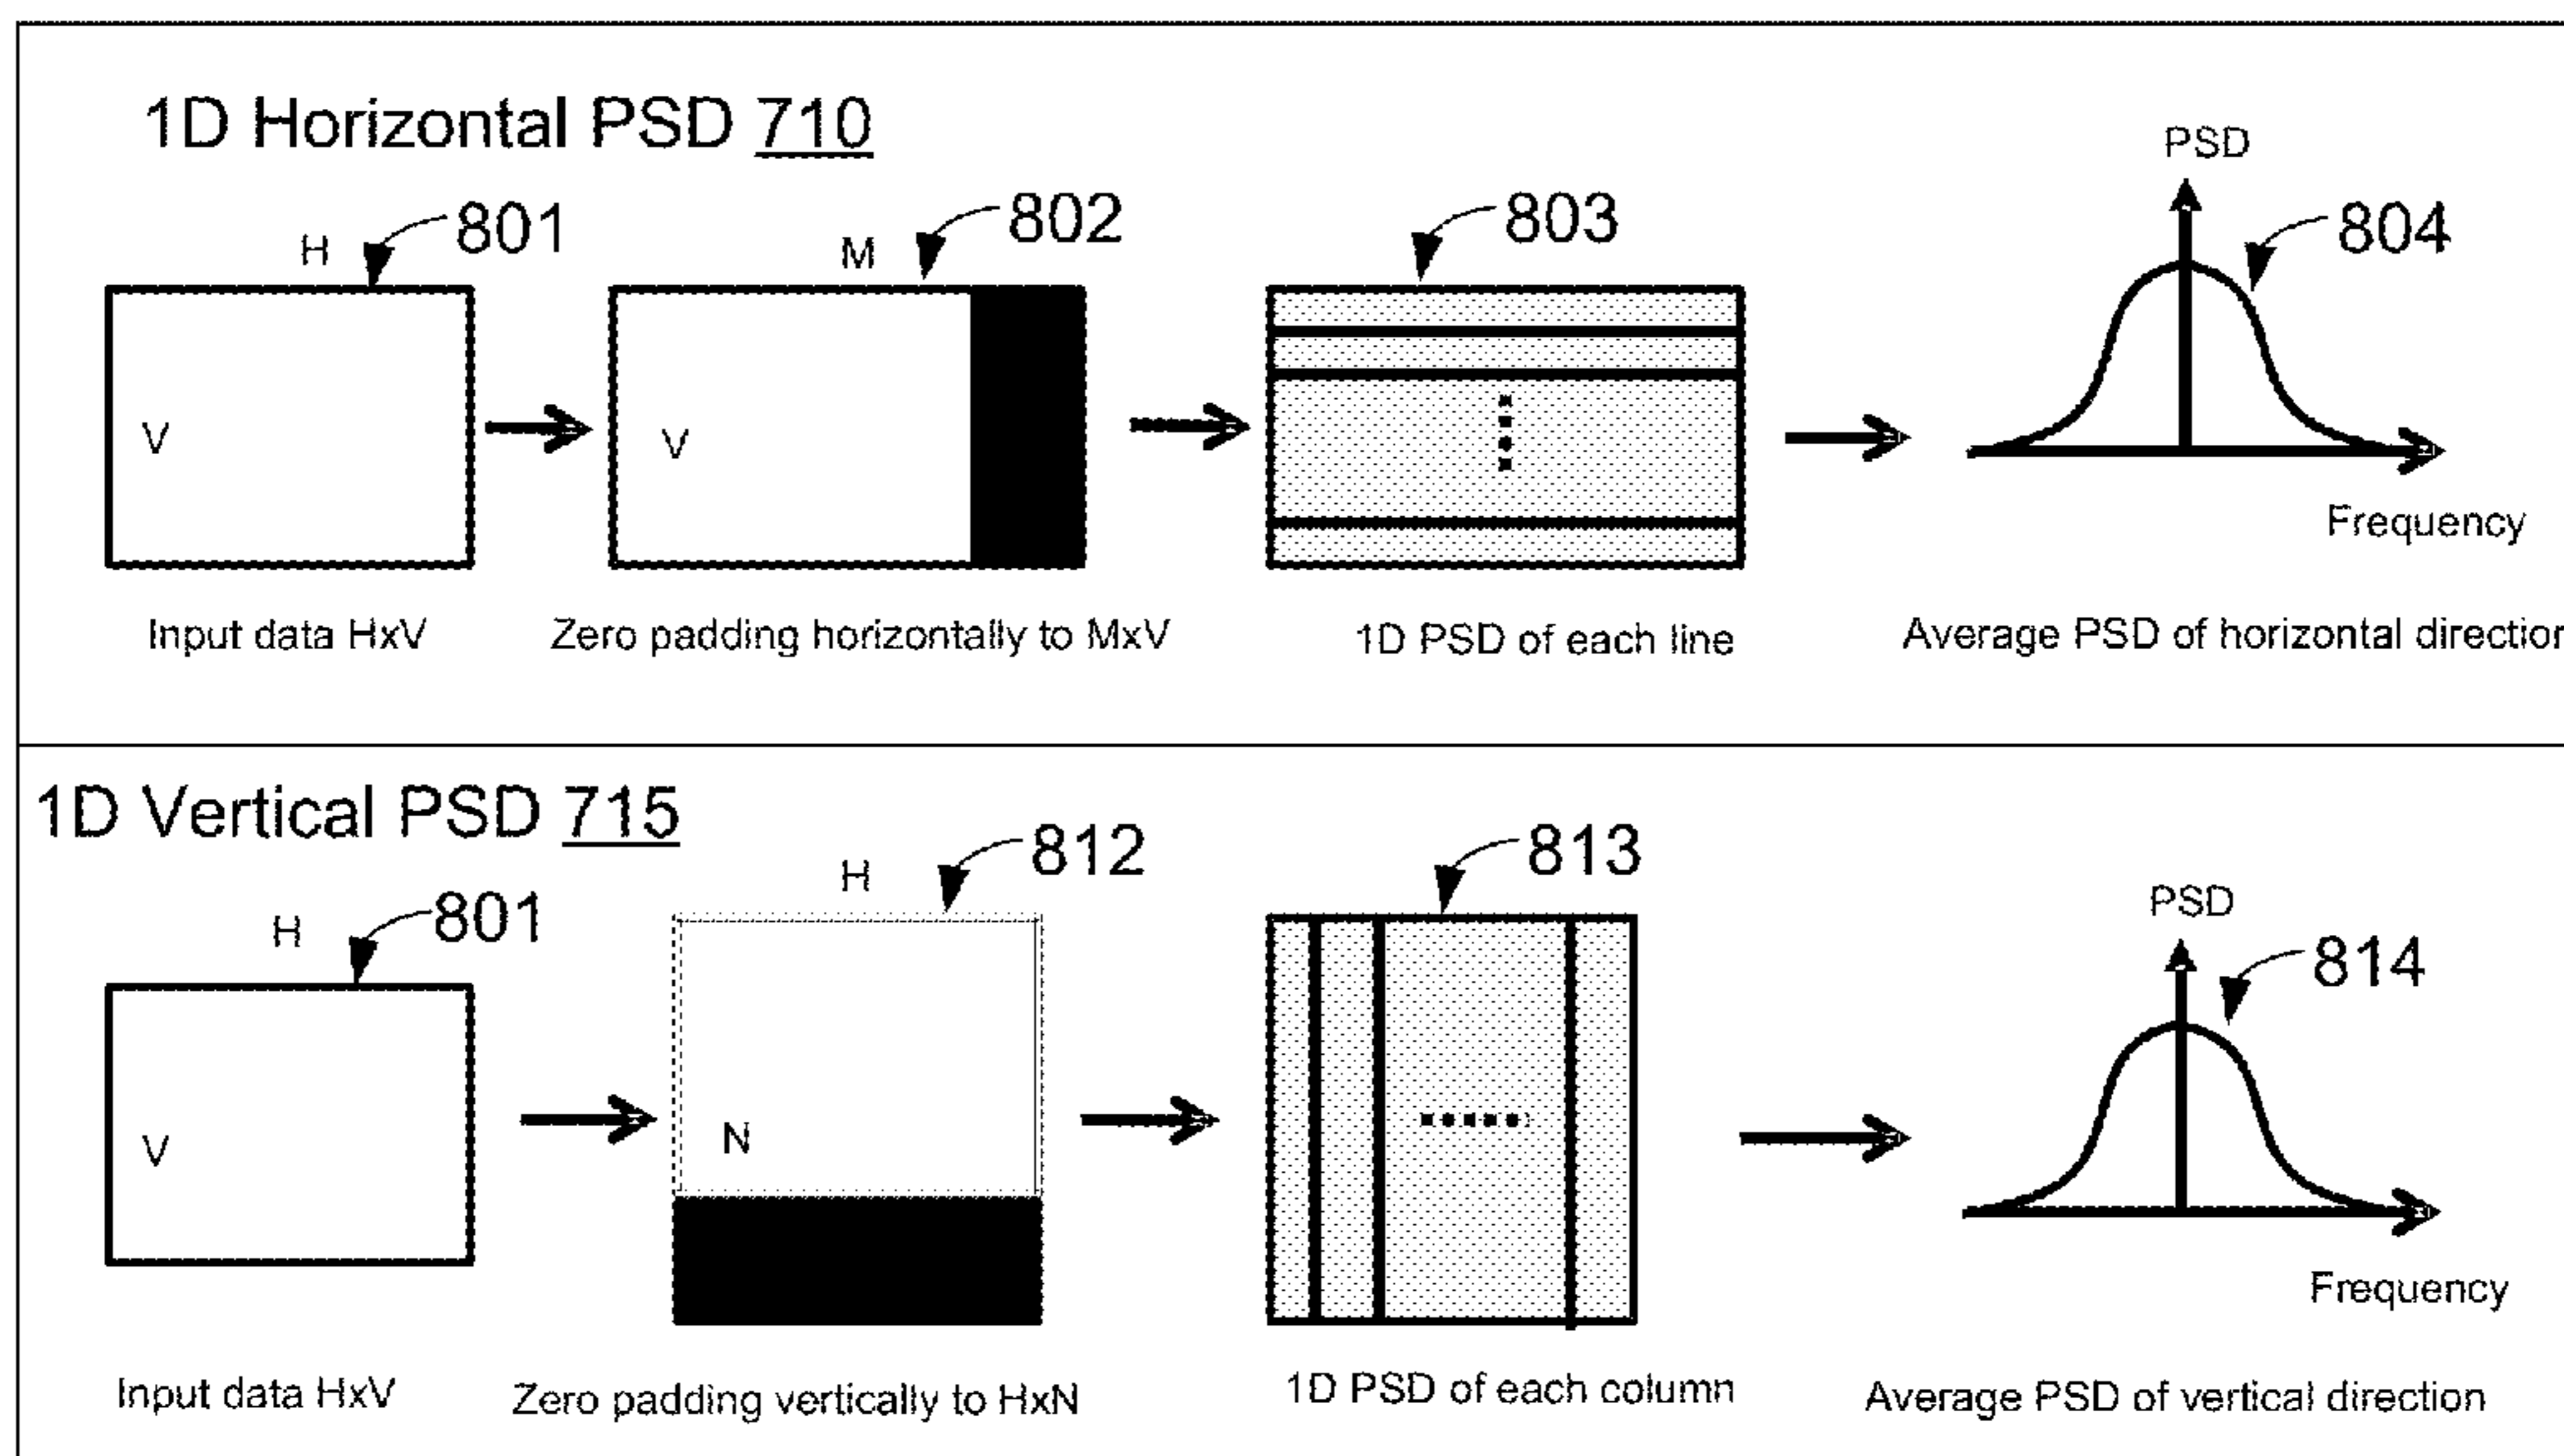 1D Horizontal PSD 710
H 801
M 802
803
PSD
804
V
V
Frequency
Input data HxV
Zero padding horizontally to MxV
1D PSD of each line
Average PSD of horizontal direction
1D Vertical PSD 715
H 801
H 812
813
PSD
814
V
N
Frequency
Input data HxV
Zero padding vertically to HxN
1D PSD of each column
Average PSD of vertical direction